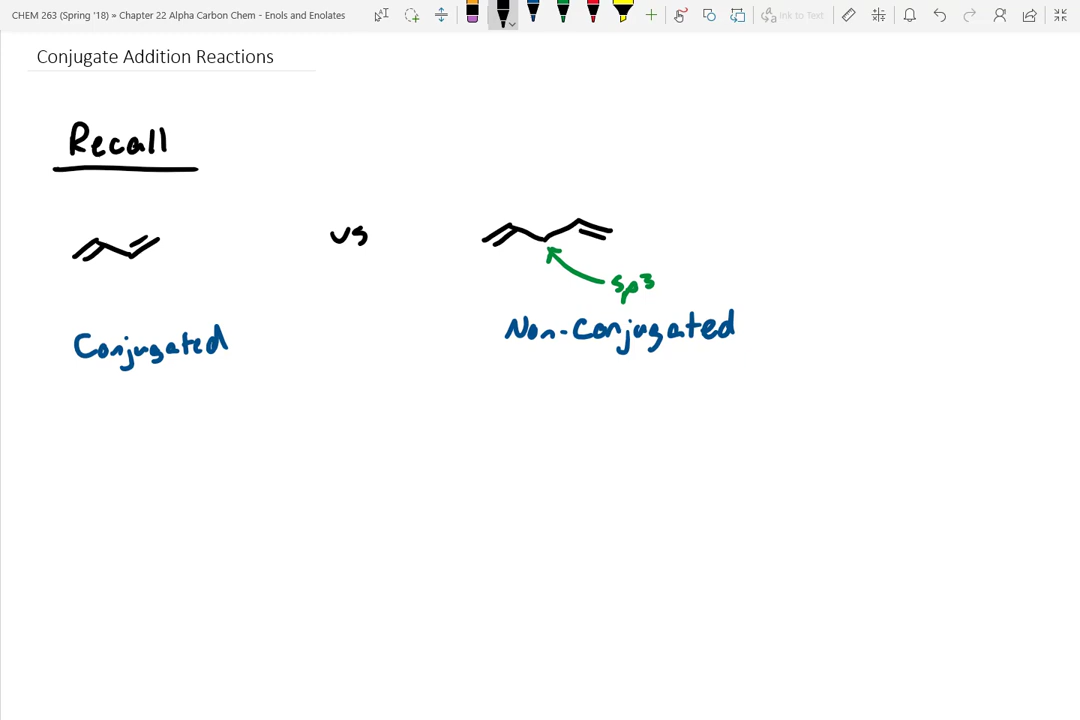 CHEM 263 (Spring '18) » Chapter 22 Alpha Carbon Chem - Enols and Enolates
Ink to Text
Conjugate Addition Reactions
Recall
vs
sp3
Conjugated
Non-Conjugated